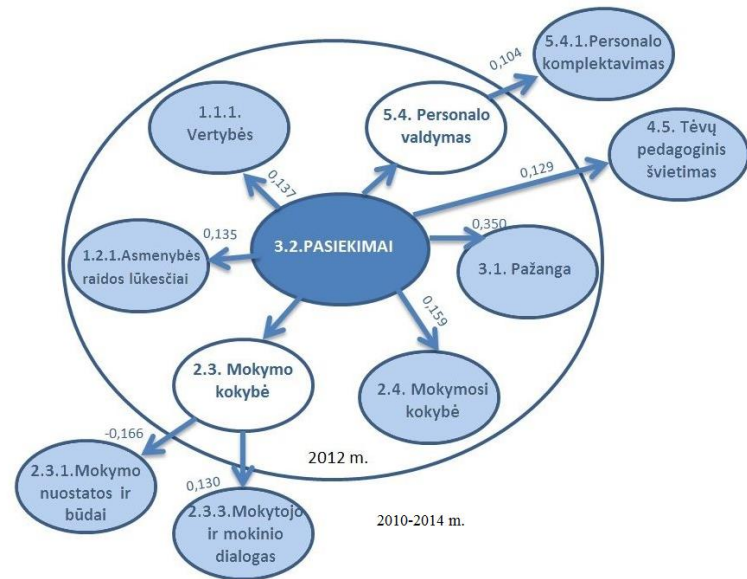 5.4.1.Personalo
komplektavimas
0,104
1.1.1.
Vertybės
5.4. Personalo
valdymas
4.5. Tėvų
pedagoginis
švietimas
0,129
0,137
0,135
1.2.1.Asmenybės
raidos lūkesčiai
3.2.PASIEKIMAI
0,350
3.1. Pažanga
0,159
2.3. Mokymo
kokybė
2.4. Mokymosi
kokybė
-0,166
2.3.1.Mokymo
nuostatos ir
būdai
0,130
2.3.3.Mokytojo
ir mokinio
dialogas
2012 m.
2010-2014 m.